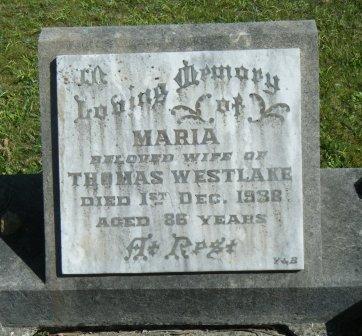 In Memory
Loving of
MARIA
BELOVED WIFE OF
THOMAS WESTLAKE
DIED 1ST DEC. 1938
AGED 86 YEARS
At Rest
V&B